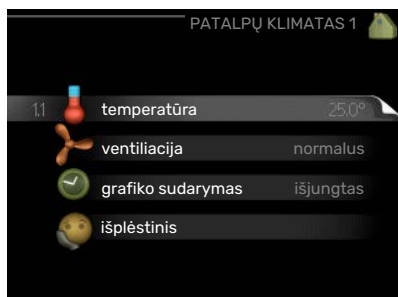 PATALPŲ KLIMATAS 1
1.1 temperatūra 25.0°
ventiliacija normalus
grafiko sudarymas išjungtas
išplėstinis